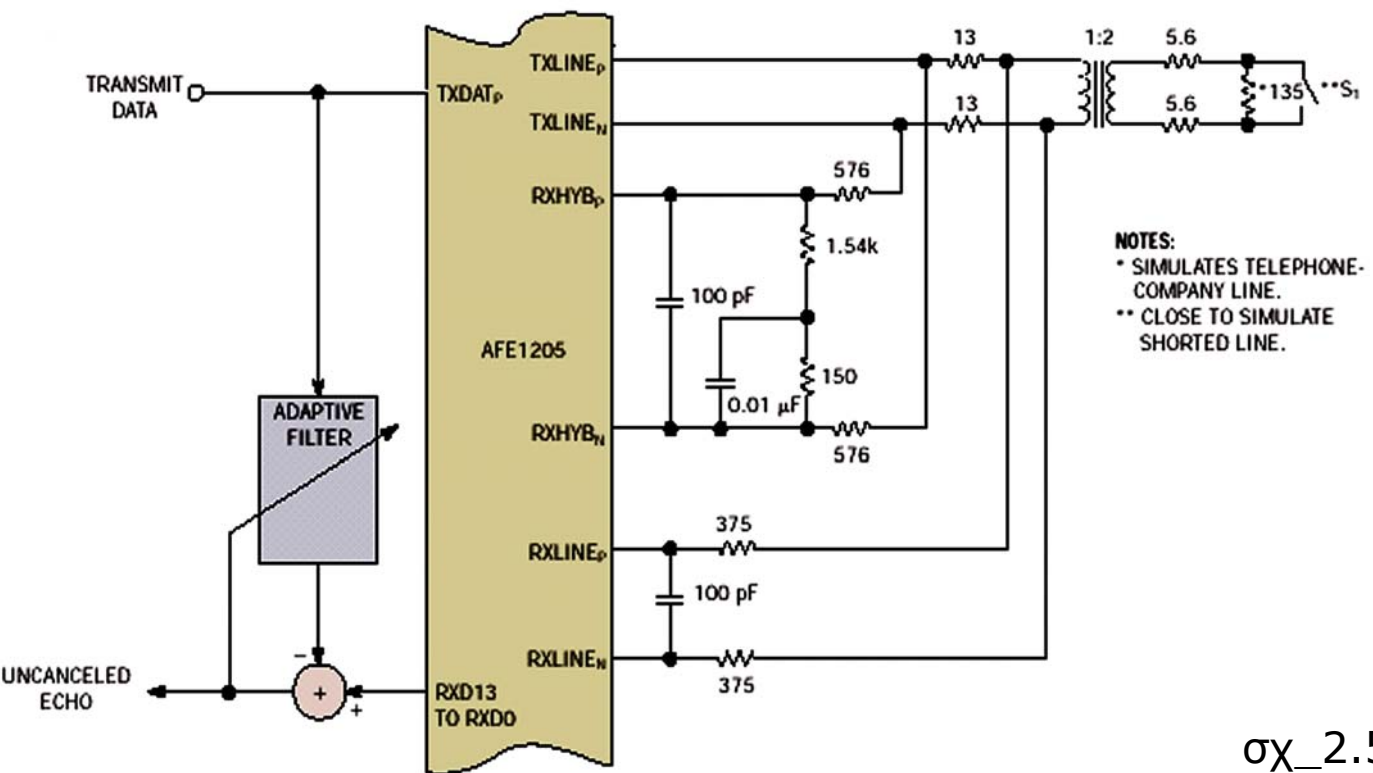 13
1:2
5.6
TRANSMIT
DATA
TXDATP
TXLINEP
TXLINEN
13
5.6
*135
**S1
RXHYBP
576
1.54k
100 pF
AFE1205
150
0.01 μF
RXHYBN
576
NOTES:
* SIMULATES TELEPHONE-
COMPANY LINE.
** CLOSE TO SIMULATE
SHORTED LINE.
ADAPTIVE
FILTER
375
RXLINEP
100 pF
RXLINEN
375
−
+
+
UNCANCELED
ECHO
RXD13
TO RXD0
σχ_2.5